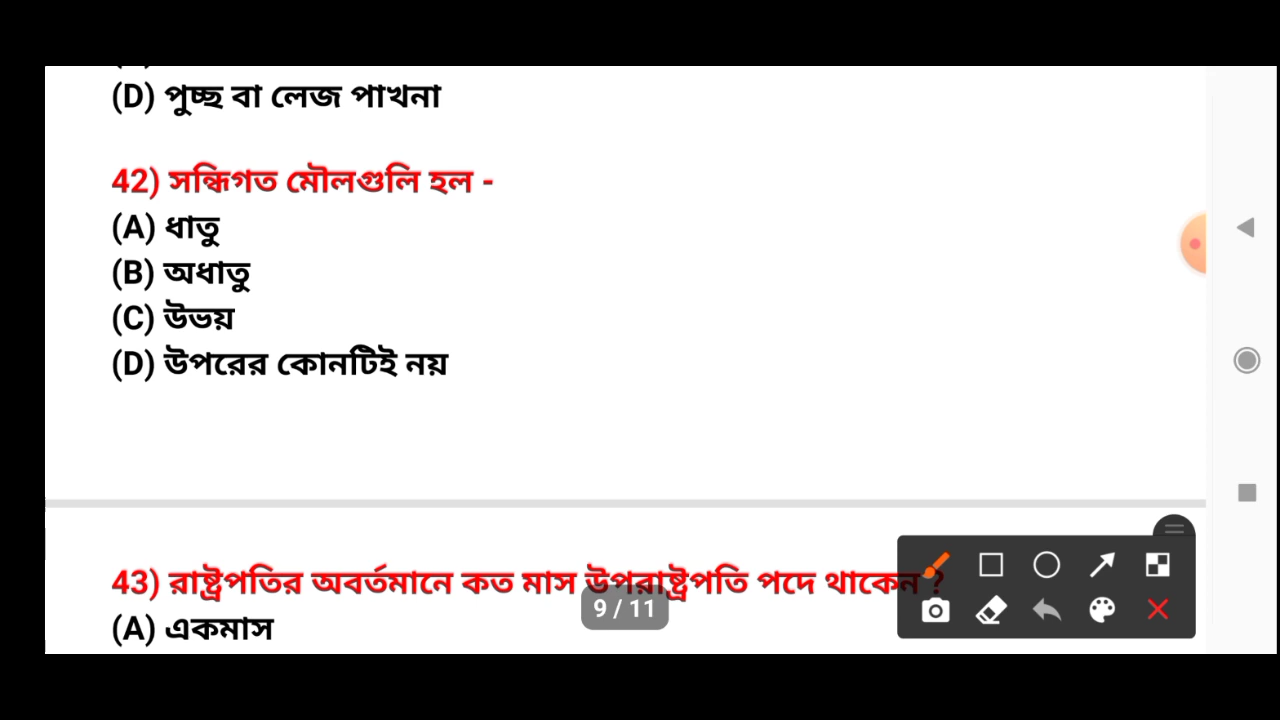 (D) পুচ্ছ বা লেজ পাখনা
42) সন্ধিগত মৌলগুলি হল -
(A) ধাতু
(B) অধাতু
(C) উভয়
(D) উপরের কোনটিই নয়
43) রাষ্ট্রপতির অবর্তমানে কত মাস উপরাষ্ট্রপতি পদে থাকেন ?
9 / 11
(A) একমাস